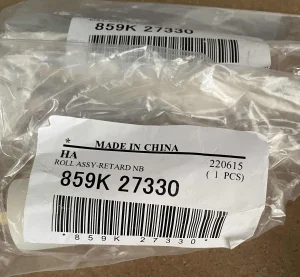 859K 27330
* MADE IN CHINA
HA 220615
ROLL ASSY-RETARD NB ( 1 PCS)
859K 27330
*859K 27330*